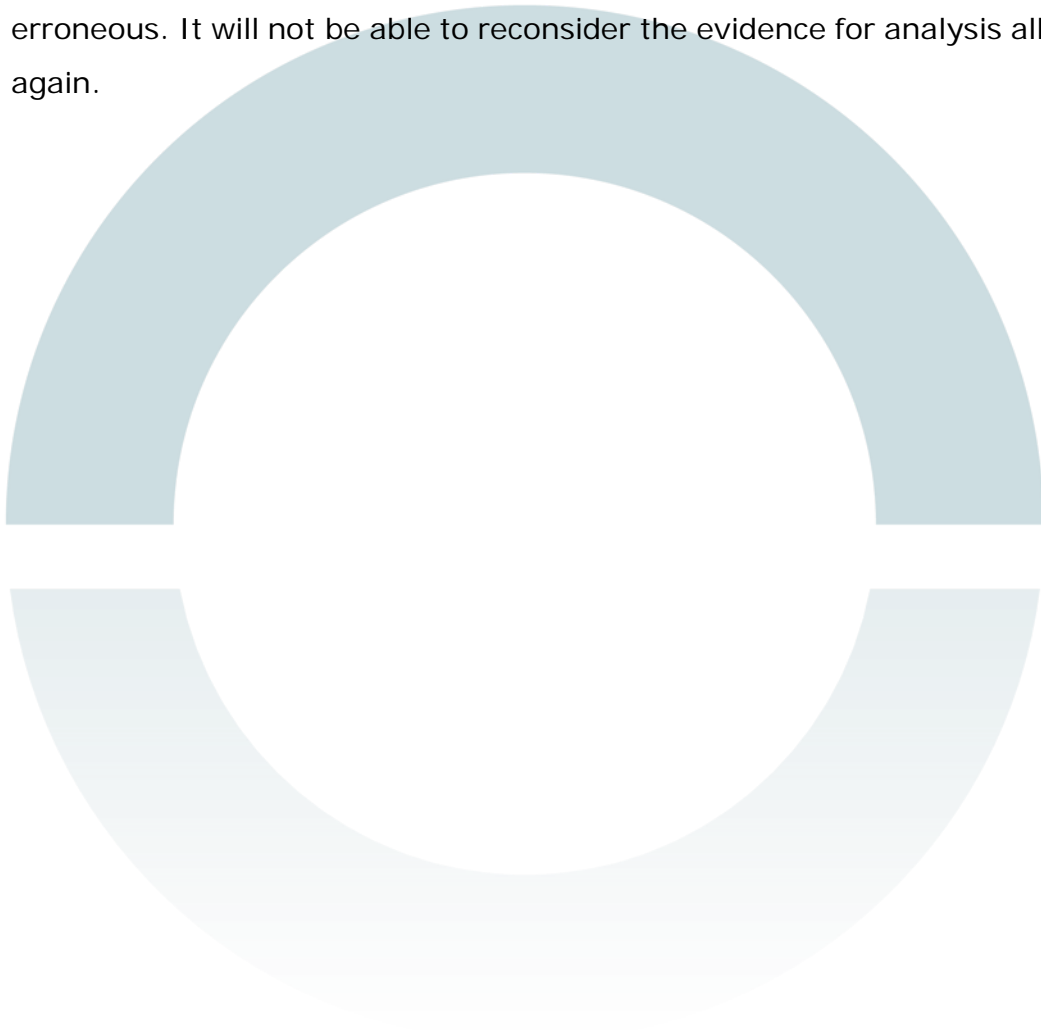 erroneous. It will not be able to reconsider the evidence for analysis all
again.